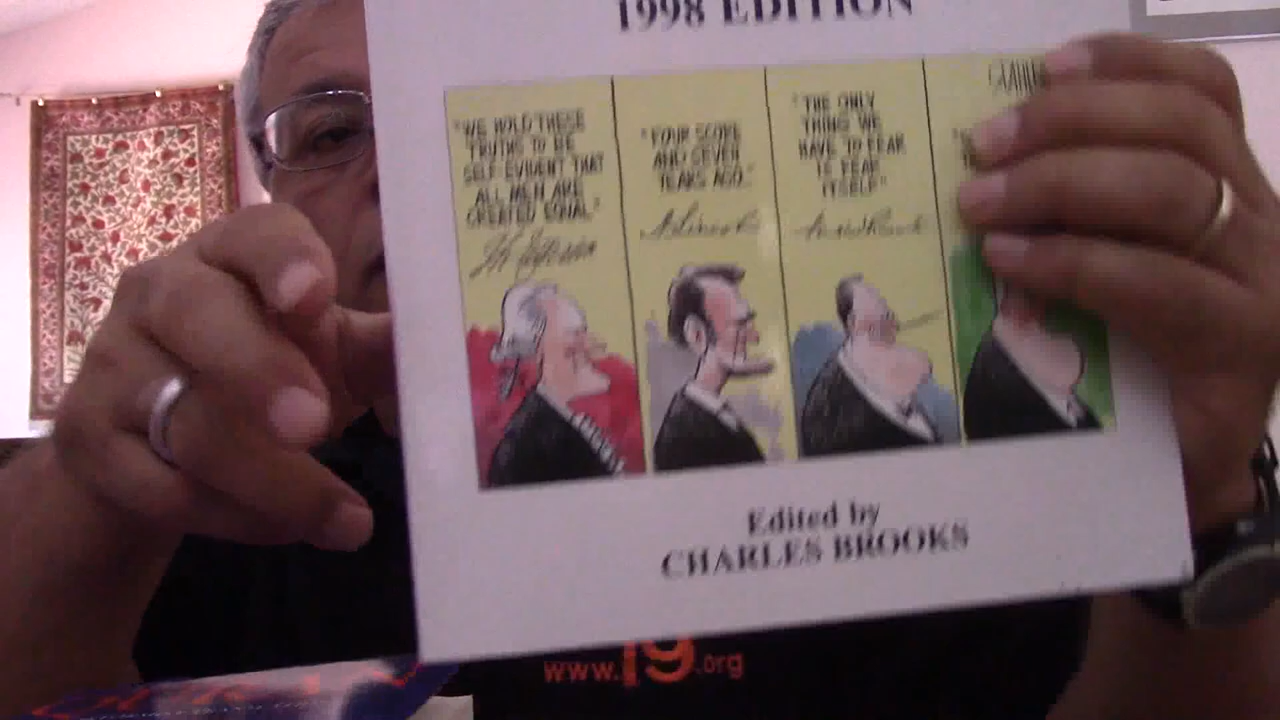 1998 EDITION
"WE HOLD THESE
TRUTHS TO BE
SELF-EVIDENT THAT
ALL MEN ARE
CREATED EQUAL."
"FOUR SCORE
AND SEVEN
YEARS AGO..."
"THE ONLY
THING WE
HAVE TO FEAR
IS FEAR
ITSELF"
Edited by
CHARLES BROOKS
www.19.org